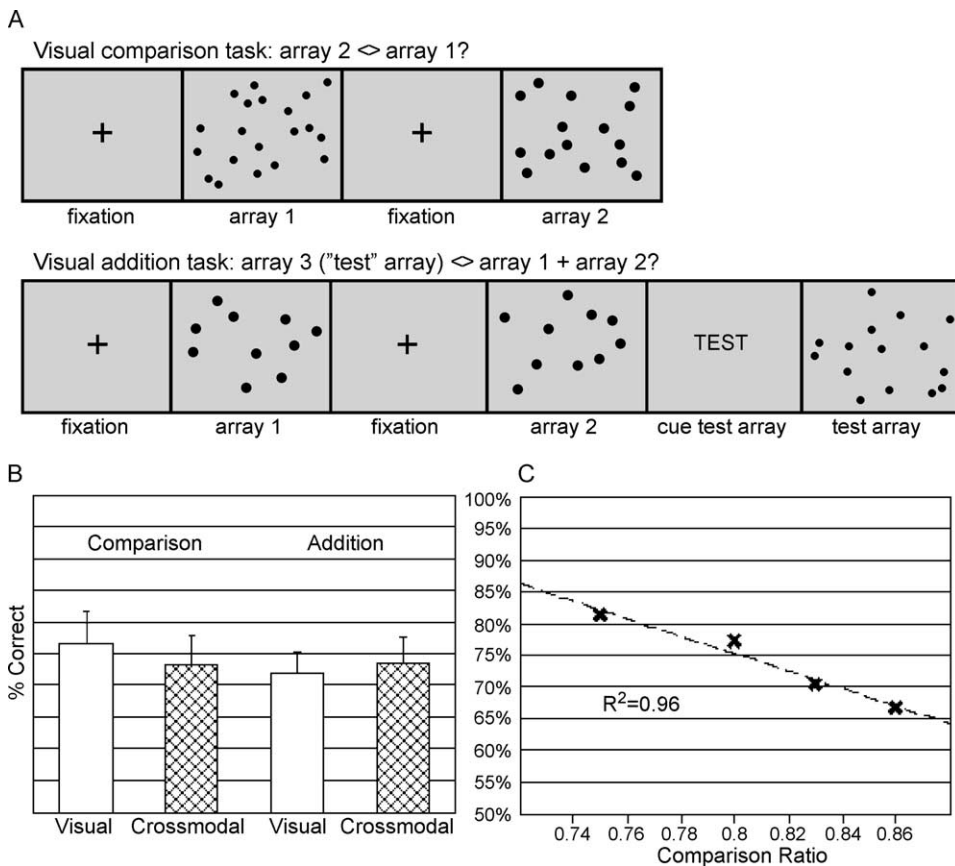 A
Visual comparison task: array 2 <> array 1?
+ +
fixation array 1 fixation array 2
Visual addition task: array 3 ("test" array) <> array 1 + array 2?
+ + TEST
fixation array 1 fixation array 2 cue test array test array
B
Comparison Addition
% Correct
Visual Crossmodal Visual Crossmodal
C
100%
95%
90%
85%
80%
75%
70%
65%
60%
55%
50%
R²=0.96
0.74 0.76 0.78 0.8 0.82 0.84 0.86
Comparison Ratio